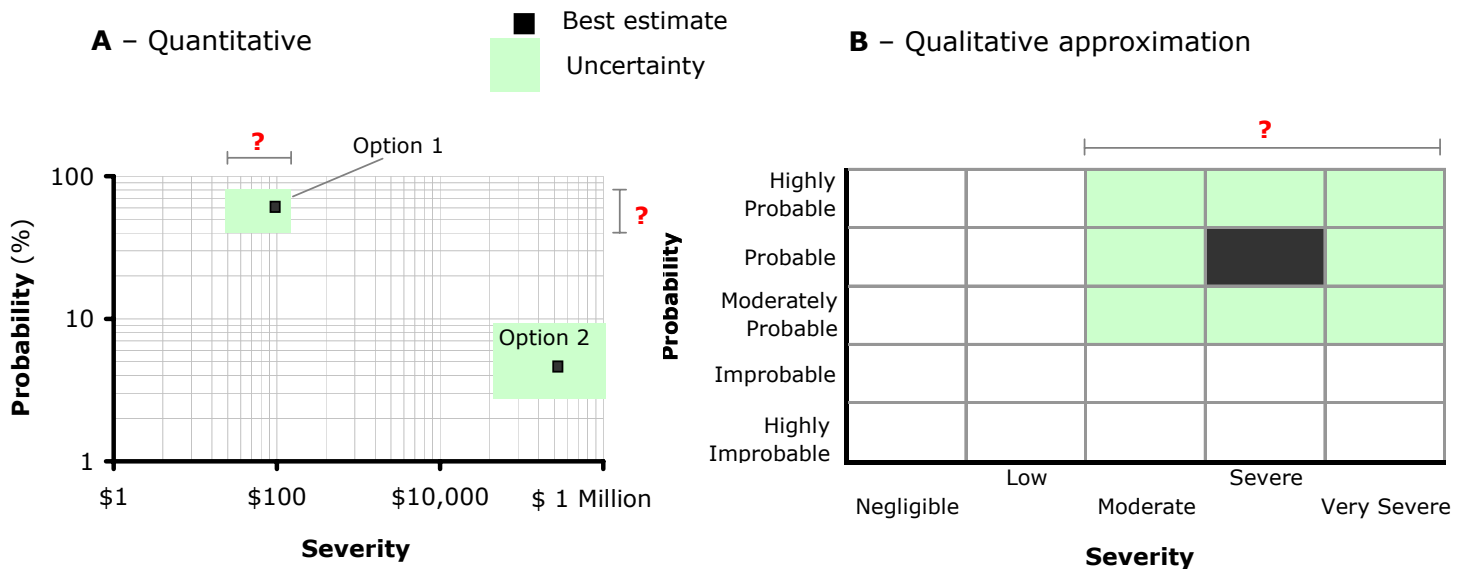 A – Quantitative
Best estimate
Uncertainty
B – Qualitative approximation
?
Option 1
?
100
10
1
Probability (%)
Option 2
$1
$100
$10,000
$ 1 Million
Severity
?
Probability
Highly
Probable
Probable
Moderately
Probable
Improbable
Highly
Improbable
Negligible
Low
Moderate
Severe
Very Severe
Severity